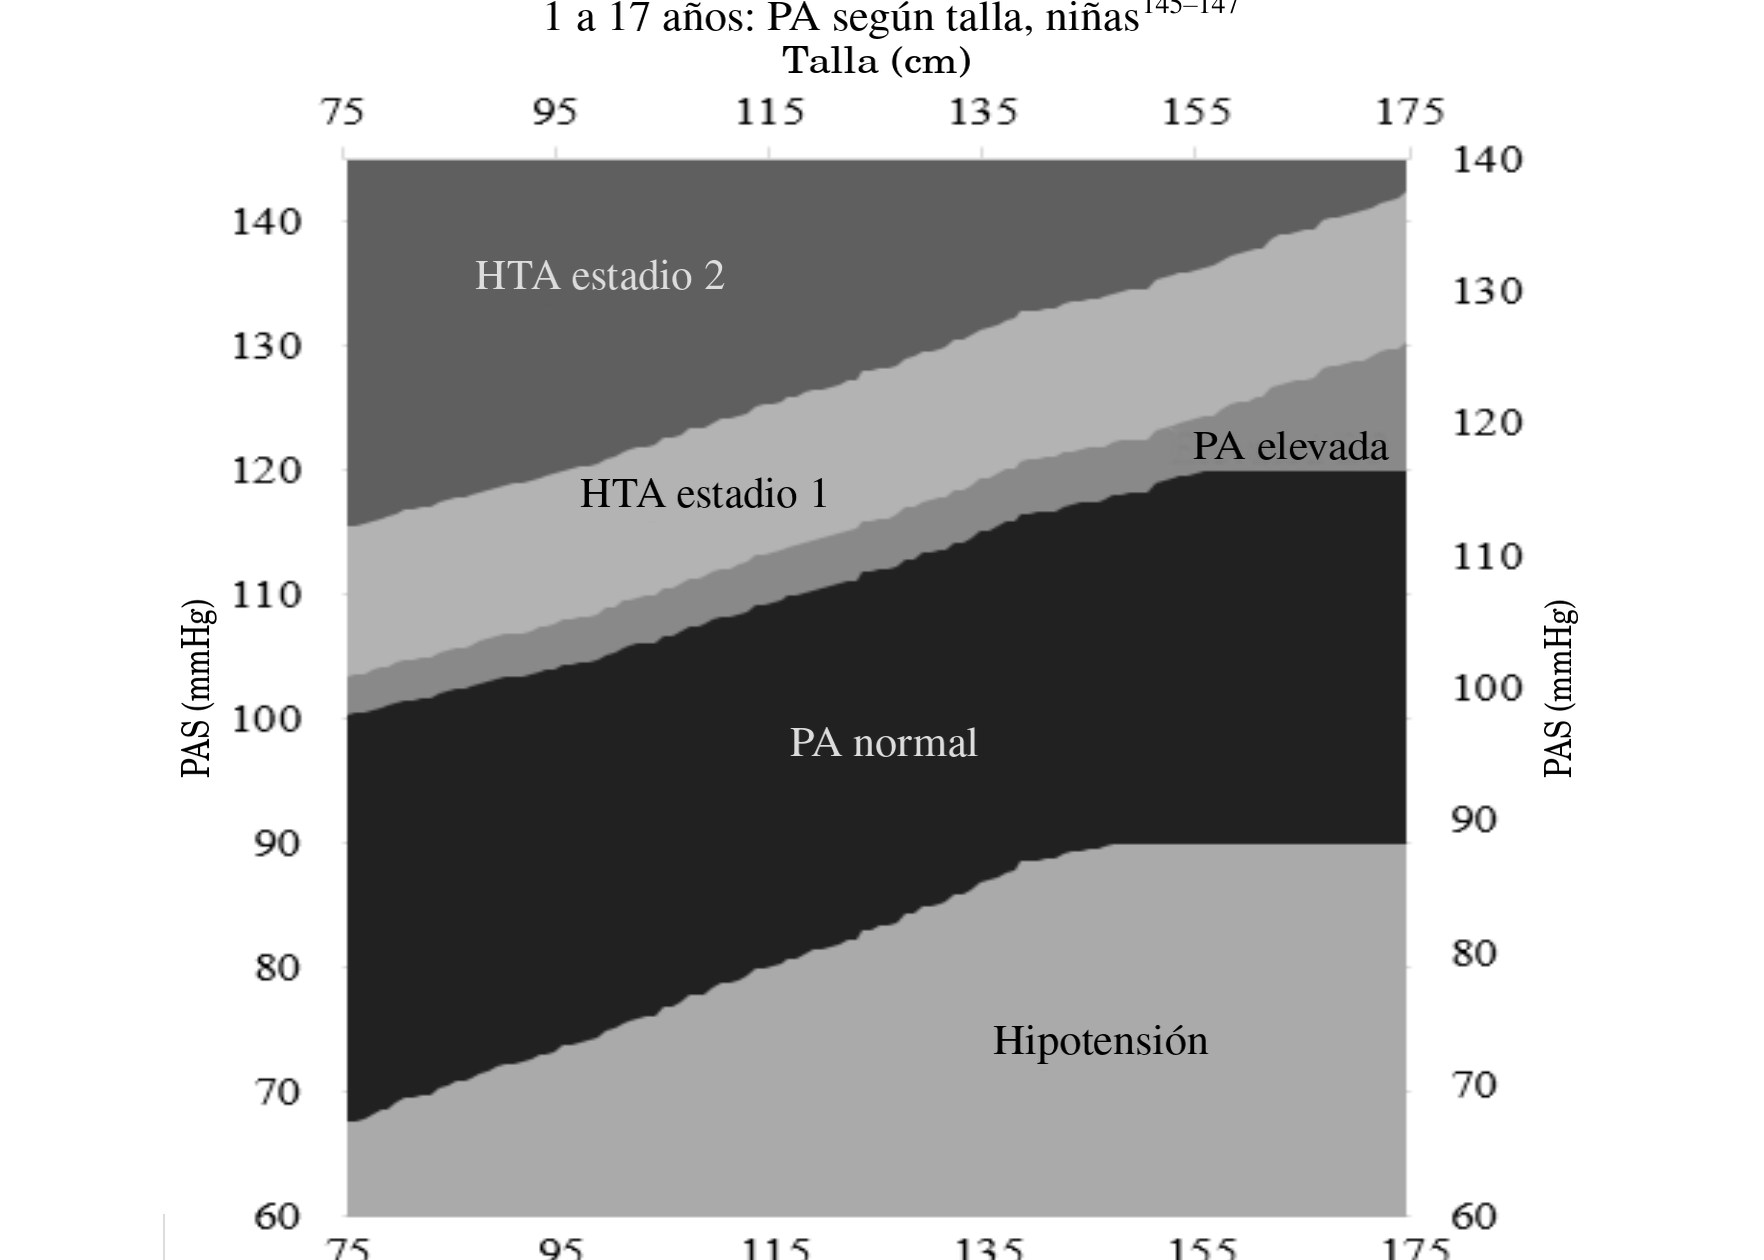 1 a 17 años: PA según talla, niñas145–147
Talla (cm)
75 95 115 135 155 175
140
140
HTA estadio 2
130
130
120
PA elevada
120
HTA estadio 1
110
110
100
100
PAS (mmHg)
PAS (mmHg)
PA normal
90
90
80
80
Hipotensión
70
70
60
60
75 95 115 135 155 175